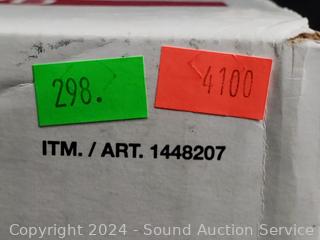 298.
4100
ITM. / ART. 1448207
Copyright © 2024 - Sound Auction Service